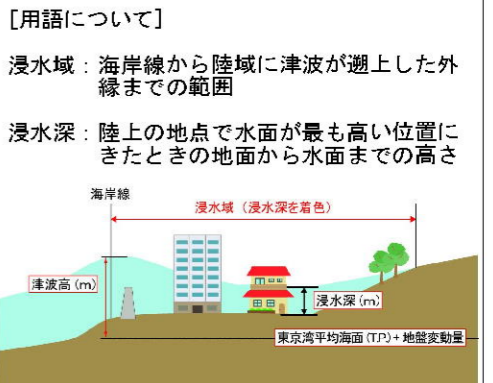 [用語について]
浸水域：海岸線から陸域に津波が遡上した外
縁までの範囲
浸水深：陸上の地点で水面が最も高い位置に
きたときの地面から水面までの高さ
海岸線
浸水域（浸水深を着色）
津波高(m)
浸水深(m)
東京湾平均海面(T.P.)+地盤変動量